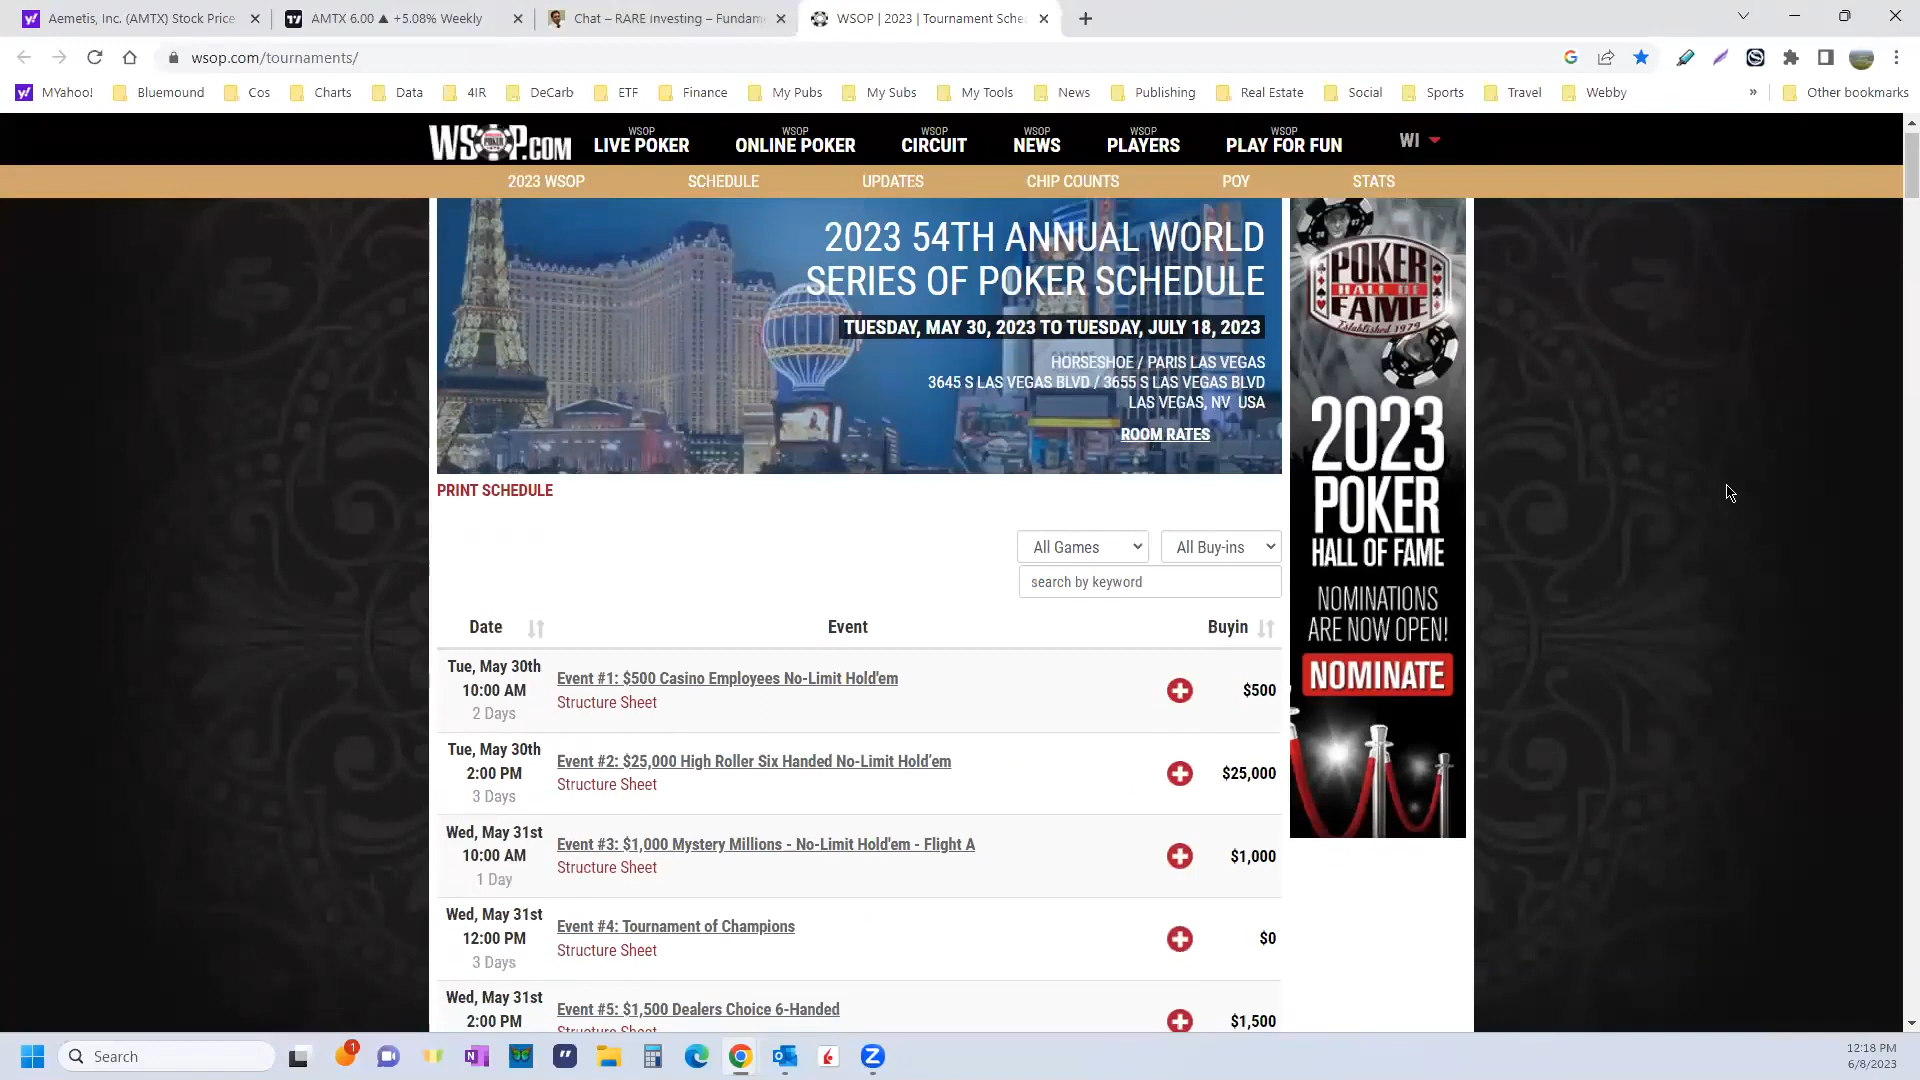 Aemetis, Inc. (AMTX) Stock Price
AMTX 6.00 ▲ +5.08% Weekly
Chat – RARE Investing – Fundam
WSOP | 2023 | Tournament Sche
wsop.com/tournaments/
MYahoo!
Bluemound
Cos
Charts
Data
4IR
DeCarb
ETF
Finance
My Pubs
My Subs
My Tools
News
Publishing
Real Estate
Social
Sports
Travel
Webby
»
Other bookmarks
WSOP.COM
WSOP
LIVE POKER
WSOP
ONLINE POKER
WSOP
CIRCUIT
WSOP
NEWS
WSOP
PLAYERS
WSOP
PLAY FOR FUN
WI
2023 WSOP
SCHEDULE
UPDATES
CHIP COUNTS
POY
STATS
2023 54TH ANNUAL WORLD
SERIES OF POKER SCHEDULE
TUESDAY, MAY 30, 2023 TO TUESDAY, JULY 18, 2023
HORSESHOE / PARIS LAS VEGAS
3645 S LAS VEGAS BLVD / 3655 S LAS VEGAS BLVD
LAS VEGAS, NV USA
ROOM RATES
POKER
HALL OF
FAME
Established 1979
2023
POKER
HALL OF FAME
NOMINATIONS
ARE NOW OPEN!
NOMINATE
PRINT SCHEDULE
All Games
All Buy-ins
search by keyword
Date
Event
Buyin
Tue, May 30th
10:00 AM
2 Days
Event #1: $500 Casino Employees No-Limit Hold'em
Structure Sheet
$500
Tue, May 30th
2:00 PM
3 Days
Event #2: $25,000 High Roller Six Handed No-Limit Hold’em
Structure Sheet
$25,000
Wed, May 31st
10:00 AM
1 Day
Event #3: $1,000 Mystery Millions - No-Limit Hold'em - Flight A
Structure Sheet
$1,000
Wed, May 31st
12:00 PM
3 Days
Event #4: Tournament of Champions
Structure Sheet
$0
Wed, May 31st
2:00 PM
Event #5: $1,500 Dealers Choice 6-Handed
Structure Sheet
$1,500
Search
1
12:18 PM
6/8/2023